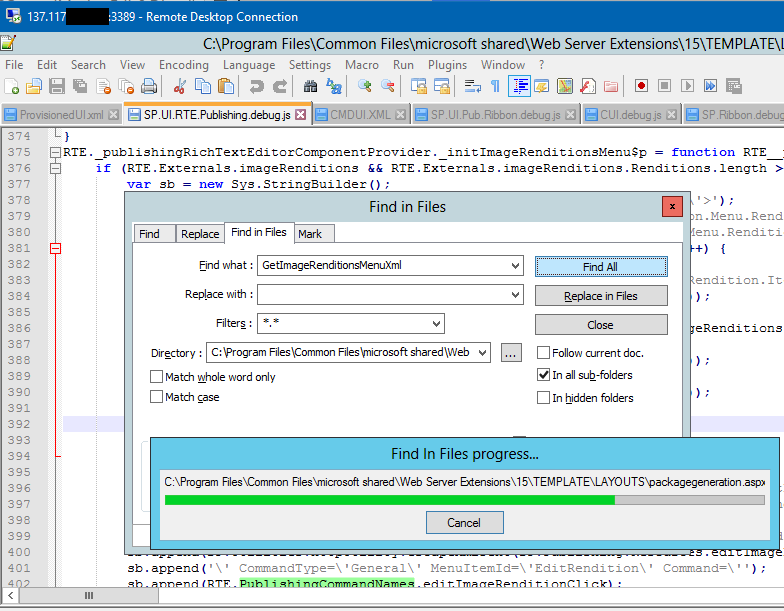 137.117 :3389 - Remote Desktop Connection
C:\Program Files\Common Files\microsoft shared\Web Server Extensions\15\TEMPLATE\L
File Edit Search View Encoding Language Settings Macro Run Plugins Window ?
ProvisionedUI.xml SP.UI.RTE.Publishing.debug.js CMDUI.XML SP.UI.Pub.Ribbon.debug.js CUI.debug.js SP.Ribbon.debug
374 }
375 RTE._publishingRichTextEditorComponentProvider._initImageRenditionsMenu$p = function RTE__
376 if (RTE.Externals.imageRenditions && RTE.Externals.imageRenditions.Renditions.length >
377 var sb = new Sys.StringBuilder();
378 \'>');
379 on.Menu.Rend
380 Menu.Renditi
381 ++) {
382
383 Rendition.Ite
384 );
385
386 geRenditions
387
388 );
389
390 );
391
392
393
394
395
396
397
398
399
400
401 sb.append('\' CommandType=\'General\' MenuItemId=\'EditRendition\' Command=\'');
402 sb.append(RTE.PublishingCommandNames.editImageRenditionClick);
Find in Files
x
Find Replace Find in Files Mark
Find what : GetImageRenditionsMenuXml Find All
Replace with : Replace in Files
Filters : *.* Close
Directory : C:\Program Files\Common Files\microsoft shared\Web ... Follow current doc.
Match whole word only In all sub-folders
Match case In hidden folders
Find In Files progress...
C:\Program Files\Common Files\microsoft shared\Web Server Extensions\15\TEMPLATE\LAYOUTS\packagegeneration.aspx
Cancel